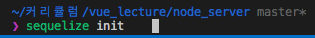 ~/커리큘럼/vue_lecture/node_server master*
❯ sequelize init